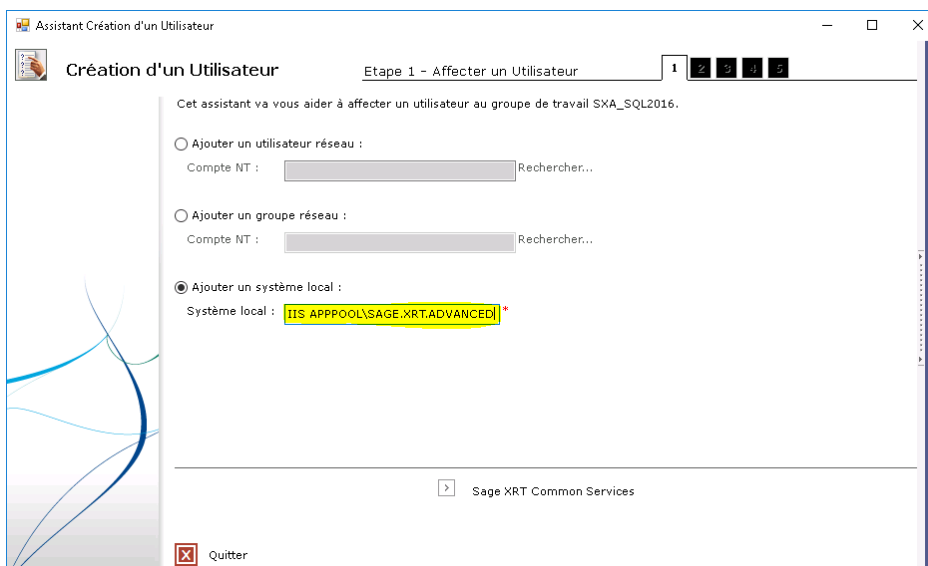 Assistant Création d'un Utilisateur
Création d'un Utilisateur
Etape 1 - Affecter un Utilisateur
1 2 3 4 5
Cet assistant va vous aider à affecter un utilisateur au groupe de travail SXA_SQL2016.
Ajouter un utilisateur réseau :
Compte NT : Rechercher...
Ajouter un groupe réseau :
Compte NT : Rechercher...
Ajouter un système local :
Système local : IIS APPPOOL\SAGE.XRT.ADVANCED *
Sage XRT Common Services
Quitter